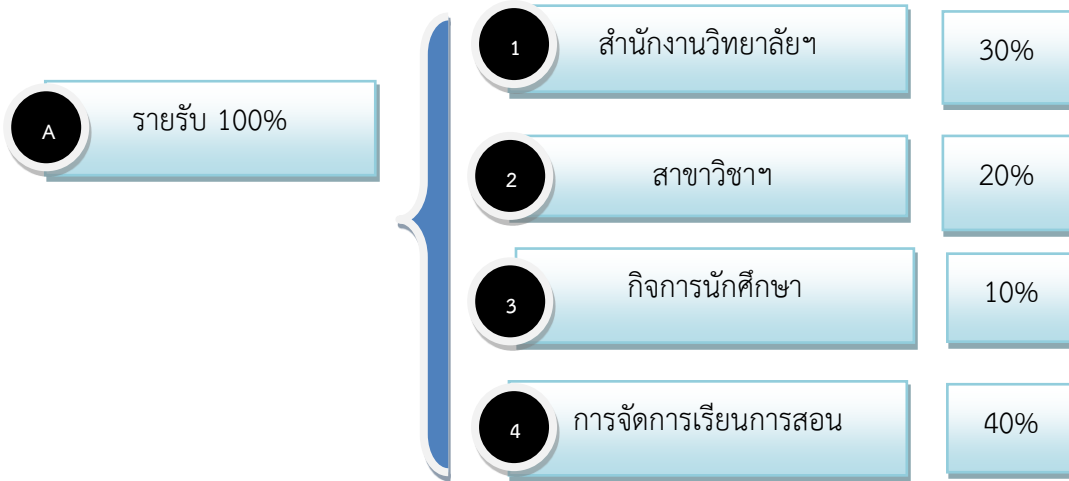 A
รายรับ 100%
1
สำนักงานวิทยาลัยฯ
30%
2
สาขาวิชาฯ
20%
3
กิจการนักศึกษา
10%
4
การจัดการเรียนการสอน
40%